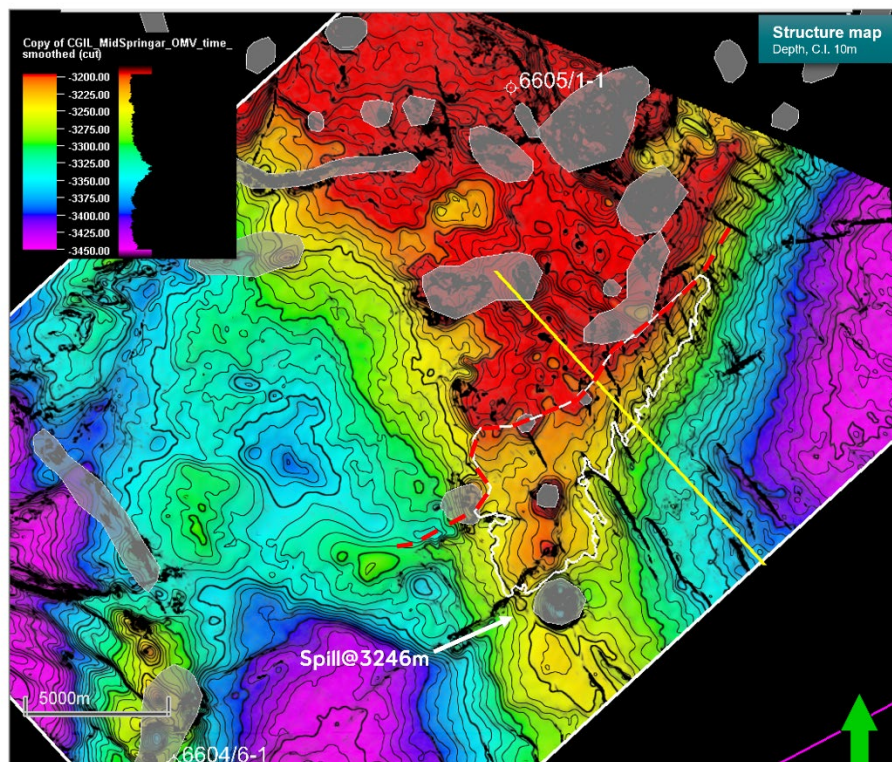 Copy of CGIL_MidSpringar_OMV_time_
smoothed (cut)
Structure map
Depth, C.I. 10m
-3200.00
-3225.00
-3250.00
-3275.00
-3300.00
-3325.00
-3350.00
-3375.00
-3400.00
-3425.00
-3450.00
6605/1-1
Spill@3246m
5000m
6604/6-1